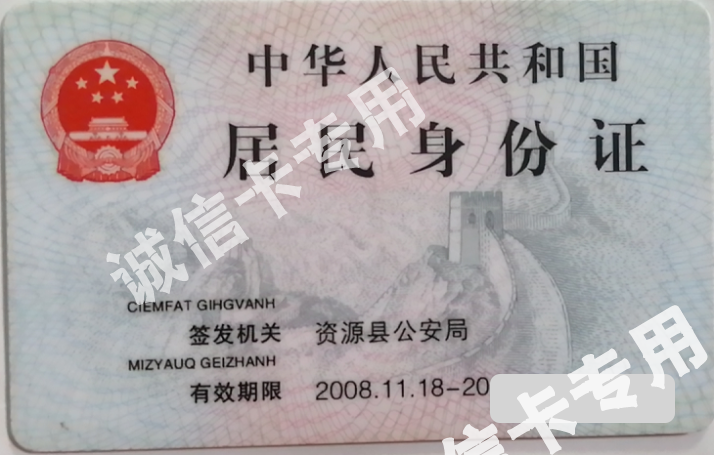 中华人民共和国
居民身份证
诚信卡专用
CIEMFAT GIHGVANH
签发机关 资源县公安局
MIZYAUQ GEIZHANH
有效期限 2008.11.18-20
信卡专用